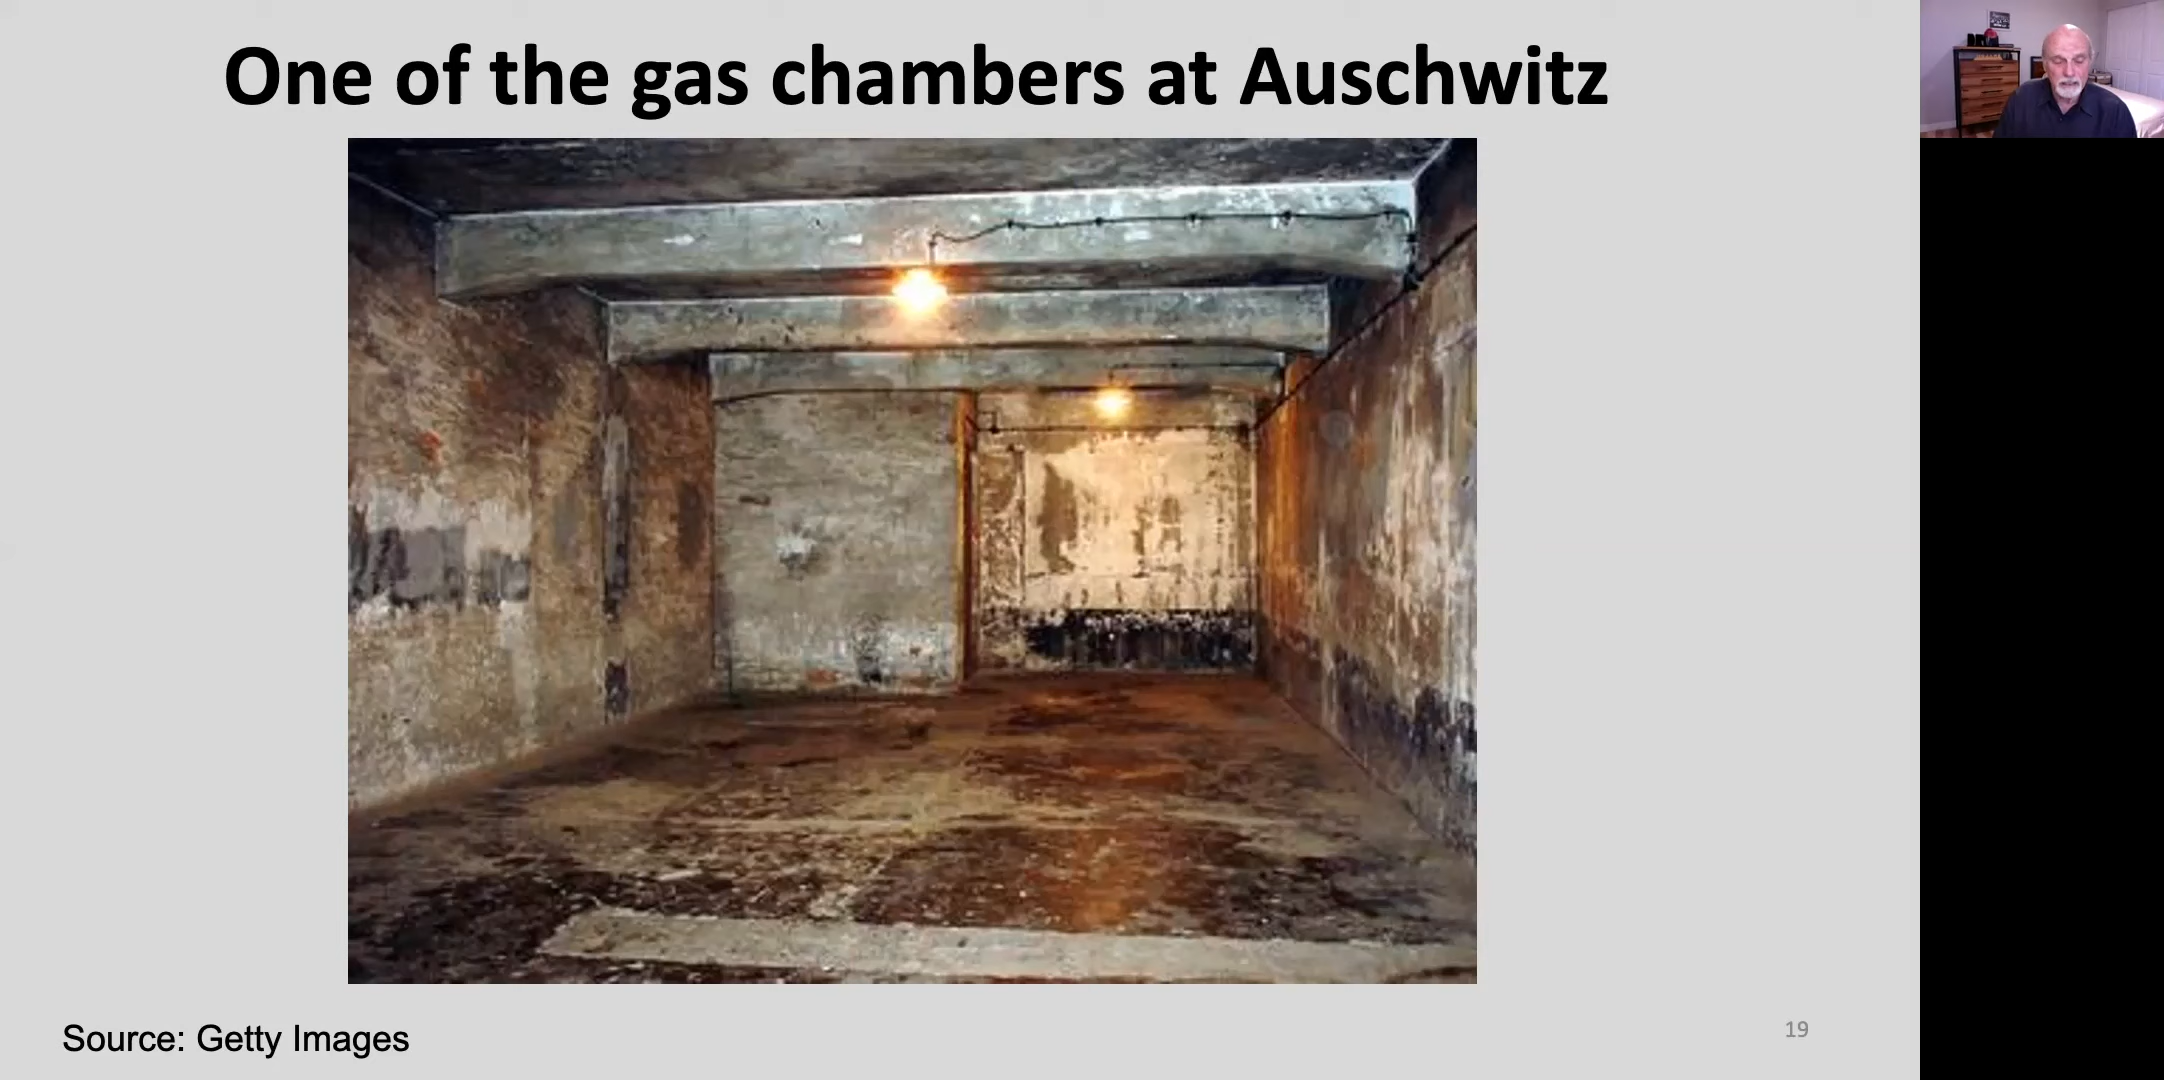 One of the gas chambers at Auschwitz
Source: Getty Images
19